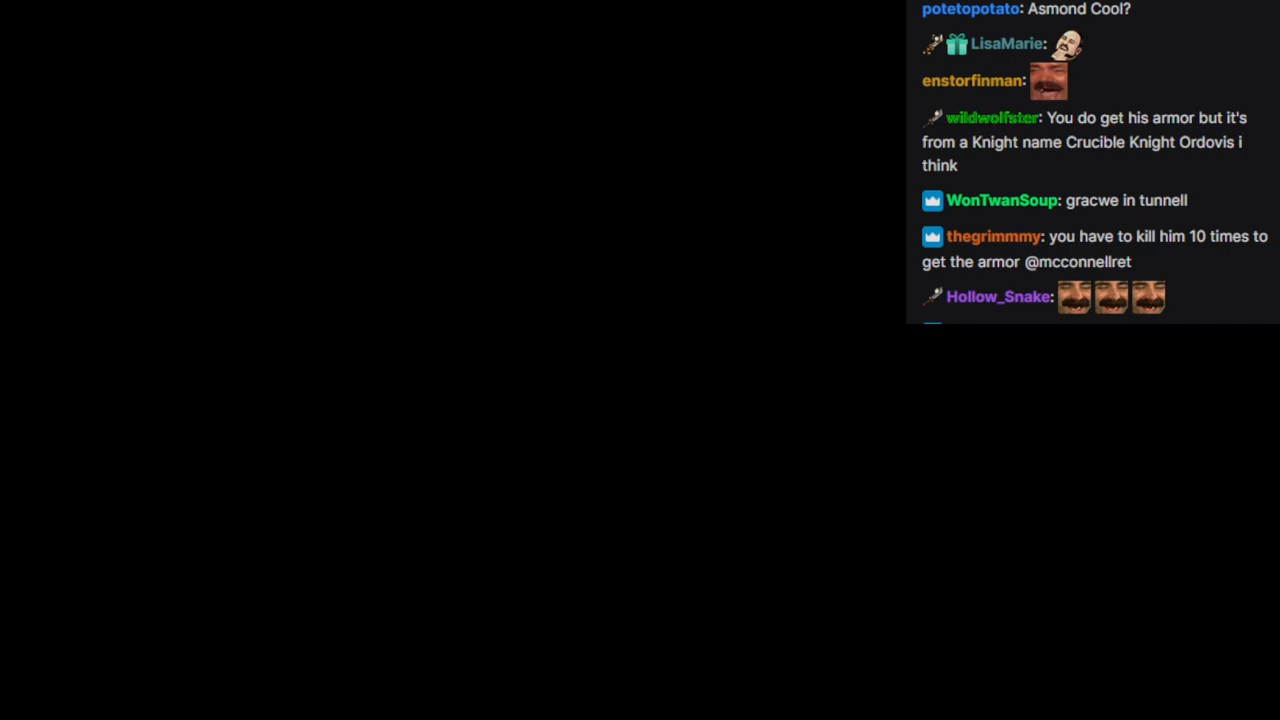 potetopotato: Asmond Cool?
LisaMarie:
enstorfinman:
wildwolfster: You do get his armor but it's
from a Knight name Crucible Knight Ordovis i
think
WonTwanSoup: gracwe in tunnell
thegrimmmy: you have to kill him 10 times to
get the armor @mcconnellret
Hollow_Snake: